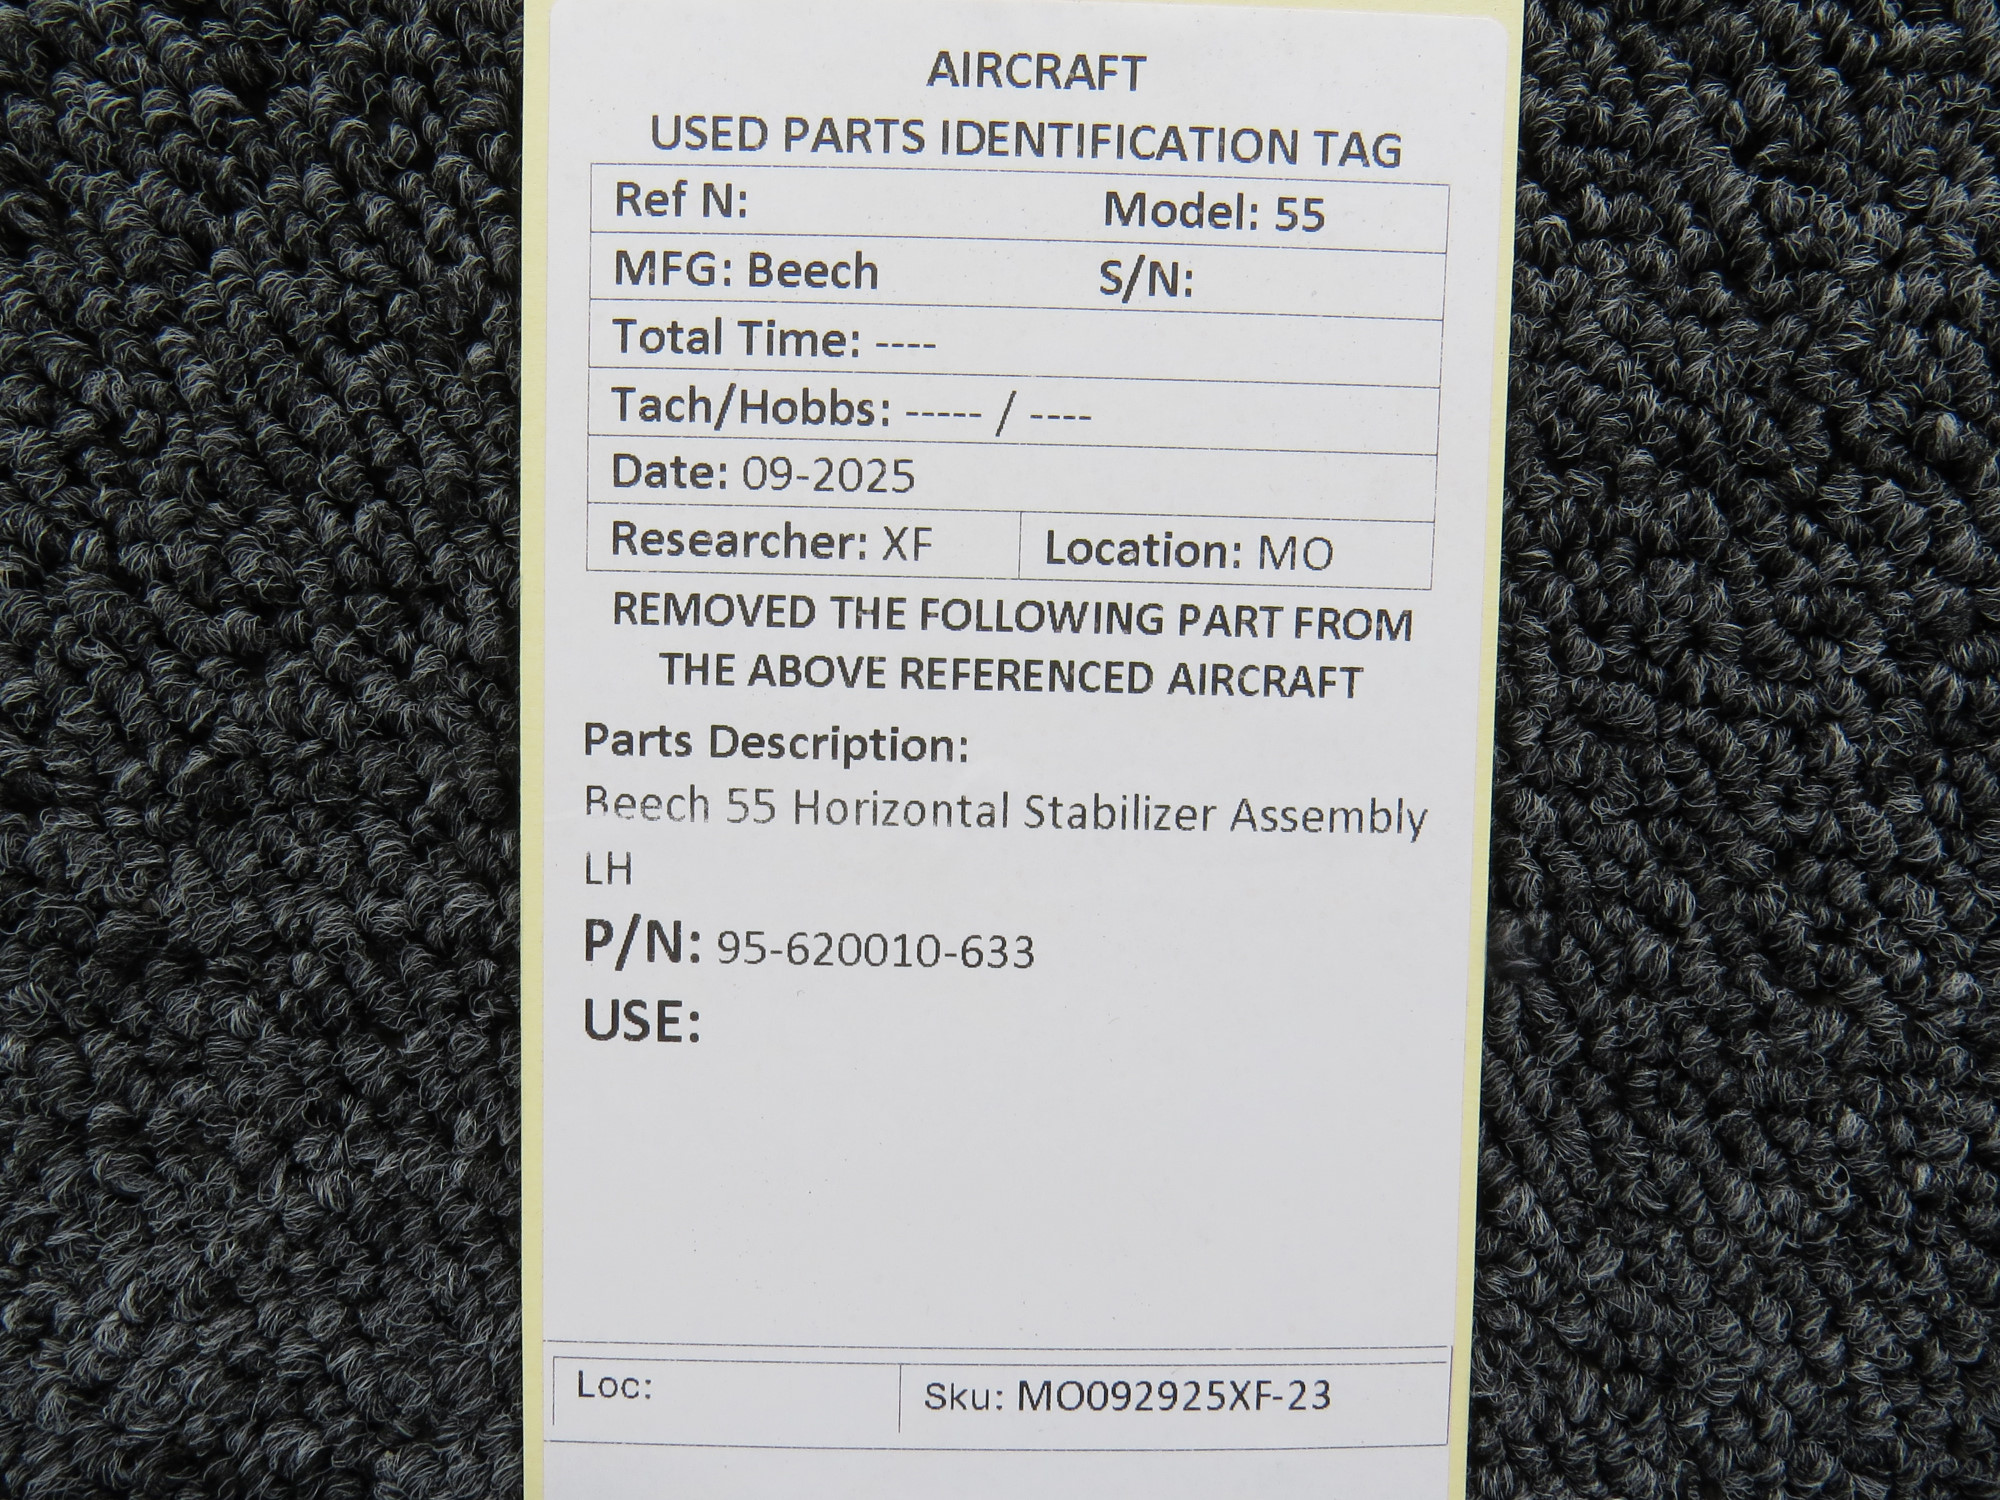 AIRCRAFT
USED PARTS IDENTIFICATION TAG
Ref N: Model: 55
MFG: Beech S/N:
Total Time: ----
Tach/Hobbs: ----- / ----
Date: 09-2025
Researcher: XF Location: MO
REMOVED THE FOLLOWING PART FROM
THE ABOVE REFERENCED AIRCRAFT
Parts Description:
Beech 55 Horizontal Stabilizer Assembly
LH
P/N: 95-620010-633
USE:
Loc: Sku: MO092925XF-23